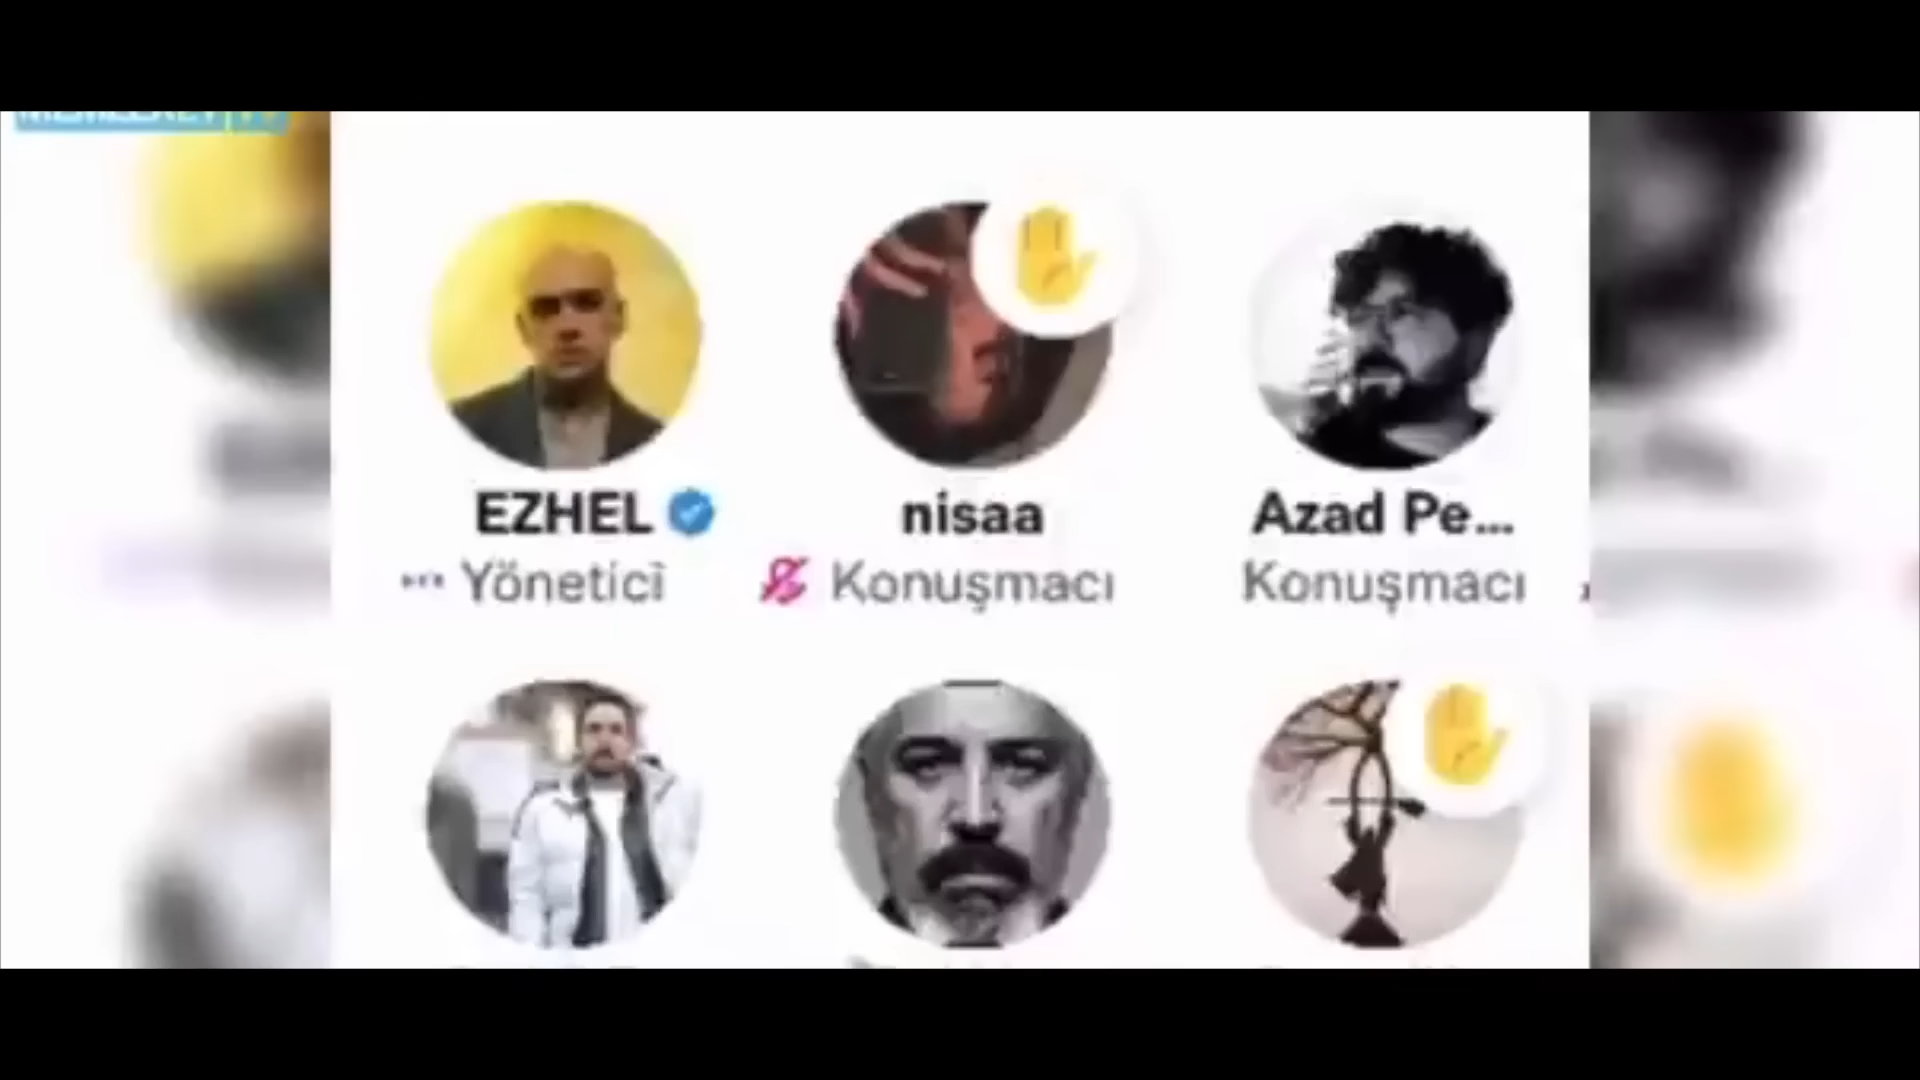 EZHEL
nisaa
Azad Pe...
Yönetici
Konuşmacı
Konuşmacı